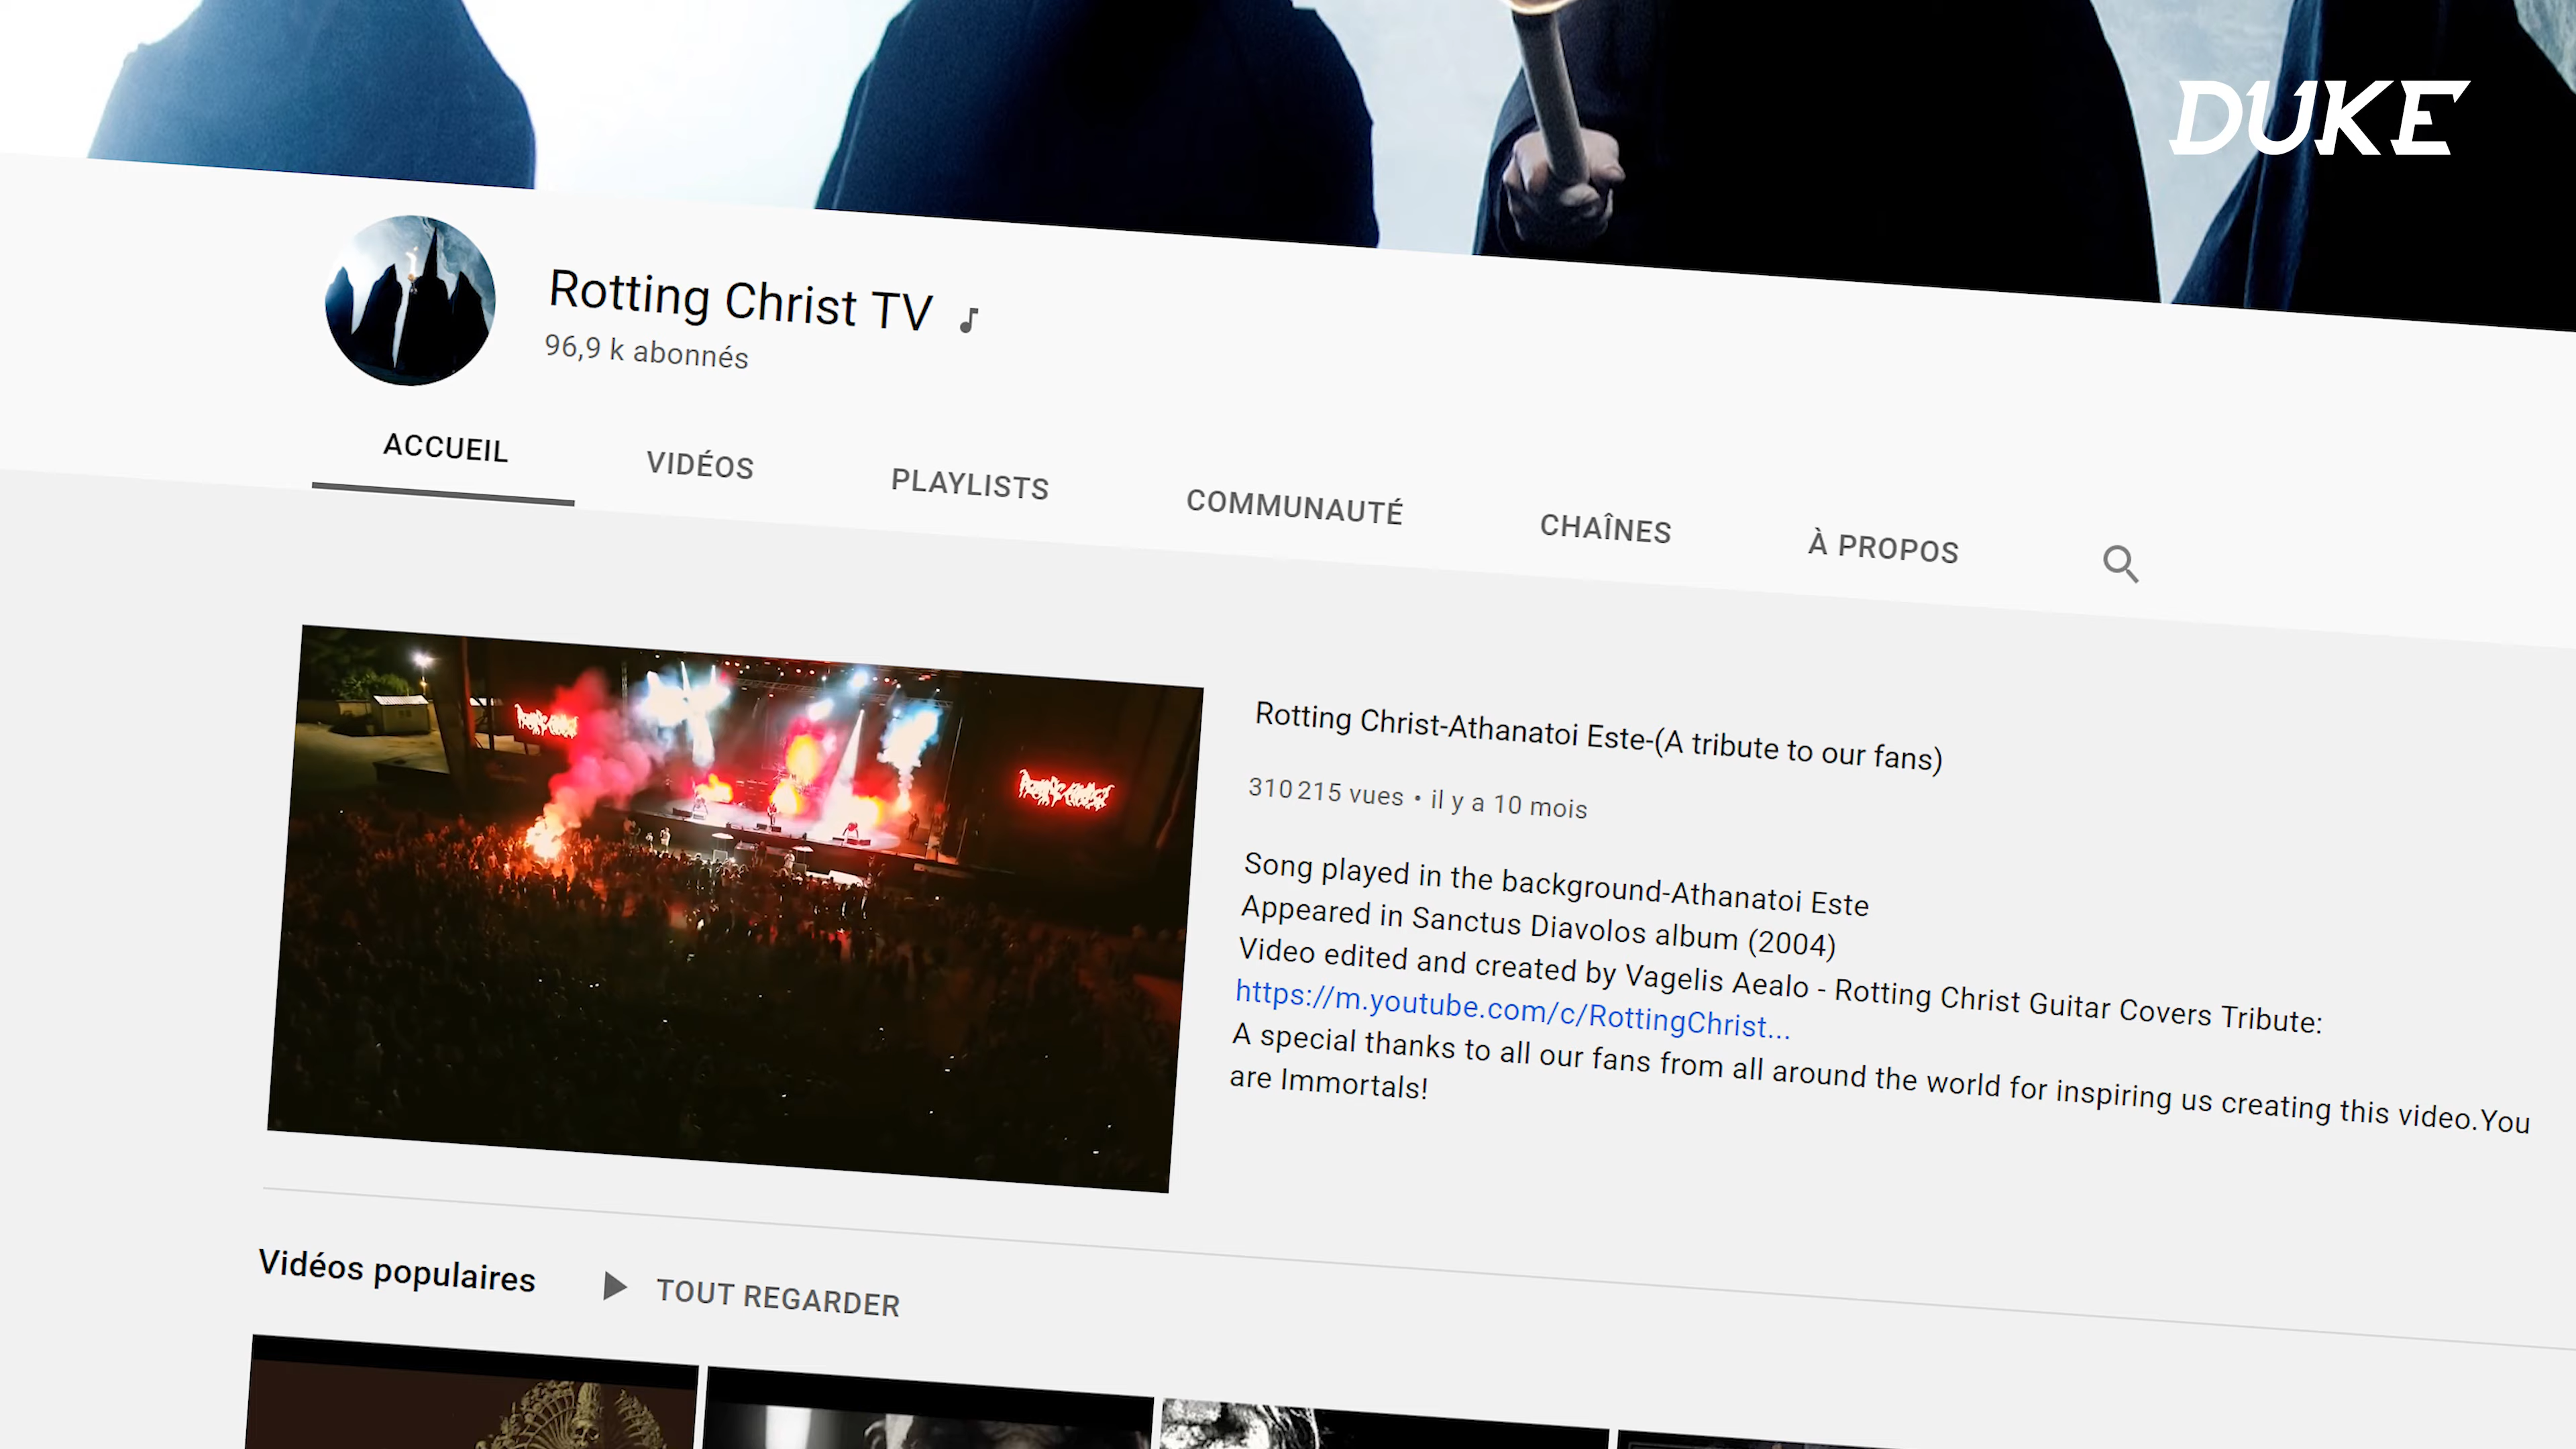 DUKE
Rotting Christ TV
96,9 k abonnés
ACCUEIL
VIDÉOS
PLAYLISTS
COMMUNAUTÉ
CHAÎNES
À PROPOS
Rotting Christ
Rotting Christ
Rotting Christ-Athanatoi Este-(A tribute to our fans)
310 215 vues • il y a 10 mois
Song played in the background-Athanatoi Este
Appeared in Sanctus Diavolos album (2004)
Video edited and created by Vagelis Aealo - Rotting Christ Guitar Covers Tribute:
https://m.youtube.com/c/RottingChrist...
A special thanks to all our fans from all around the world for inspiring us creating this video.You
are Immortals!
Vidéos populaires
TOUT REGARDER